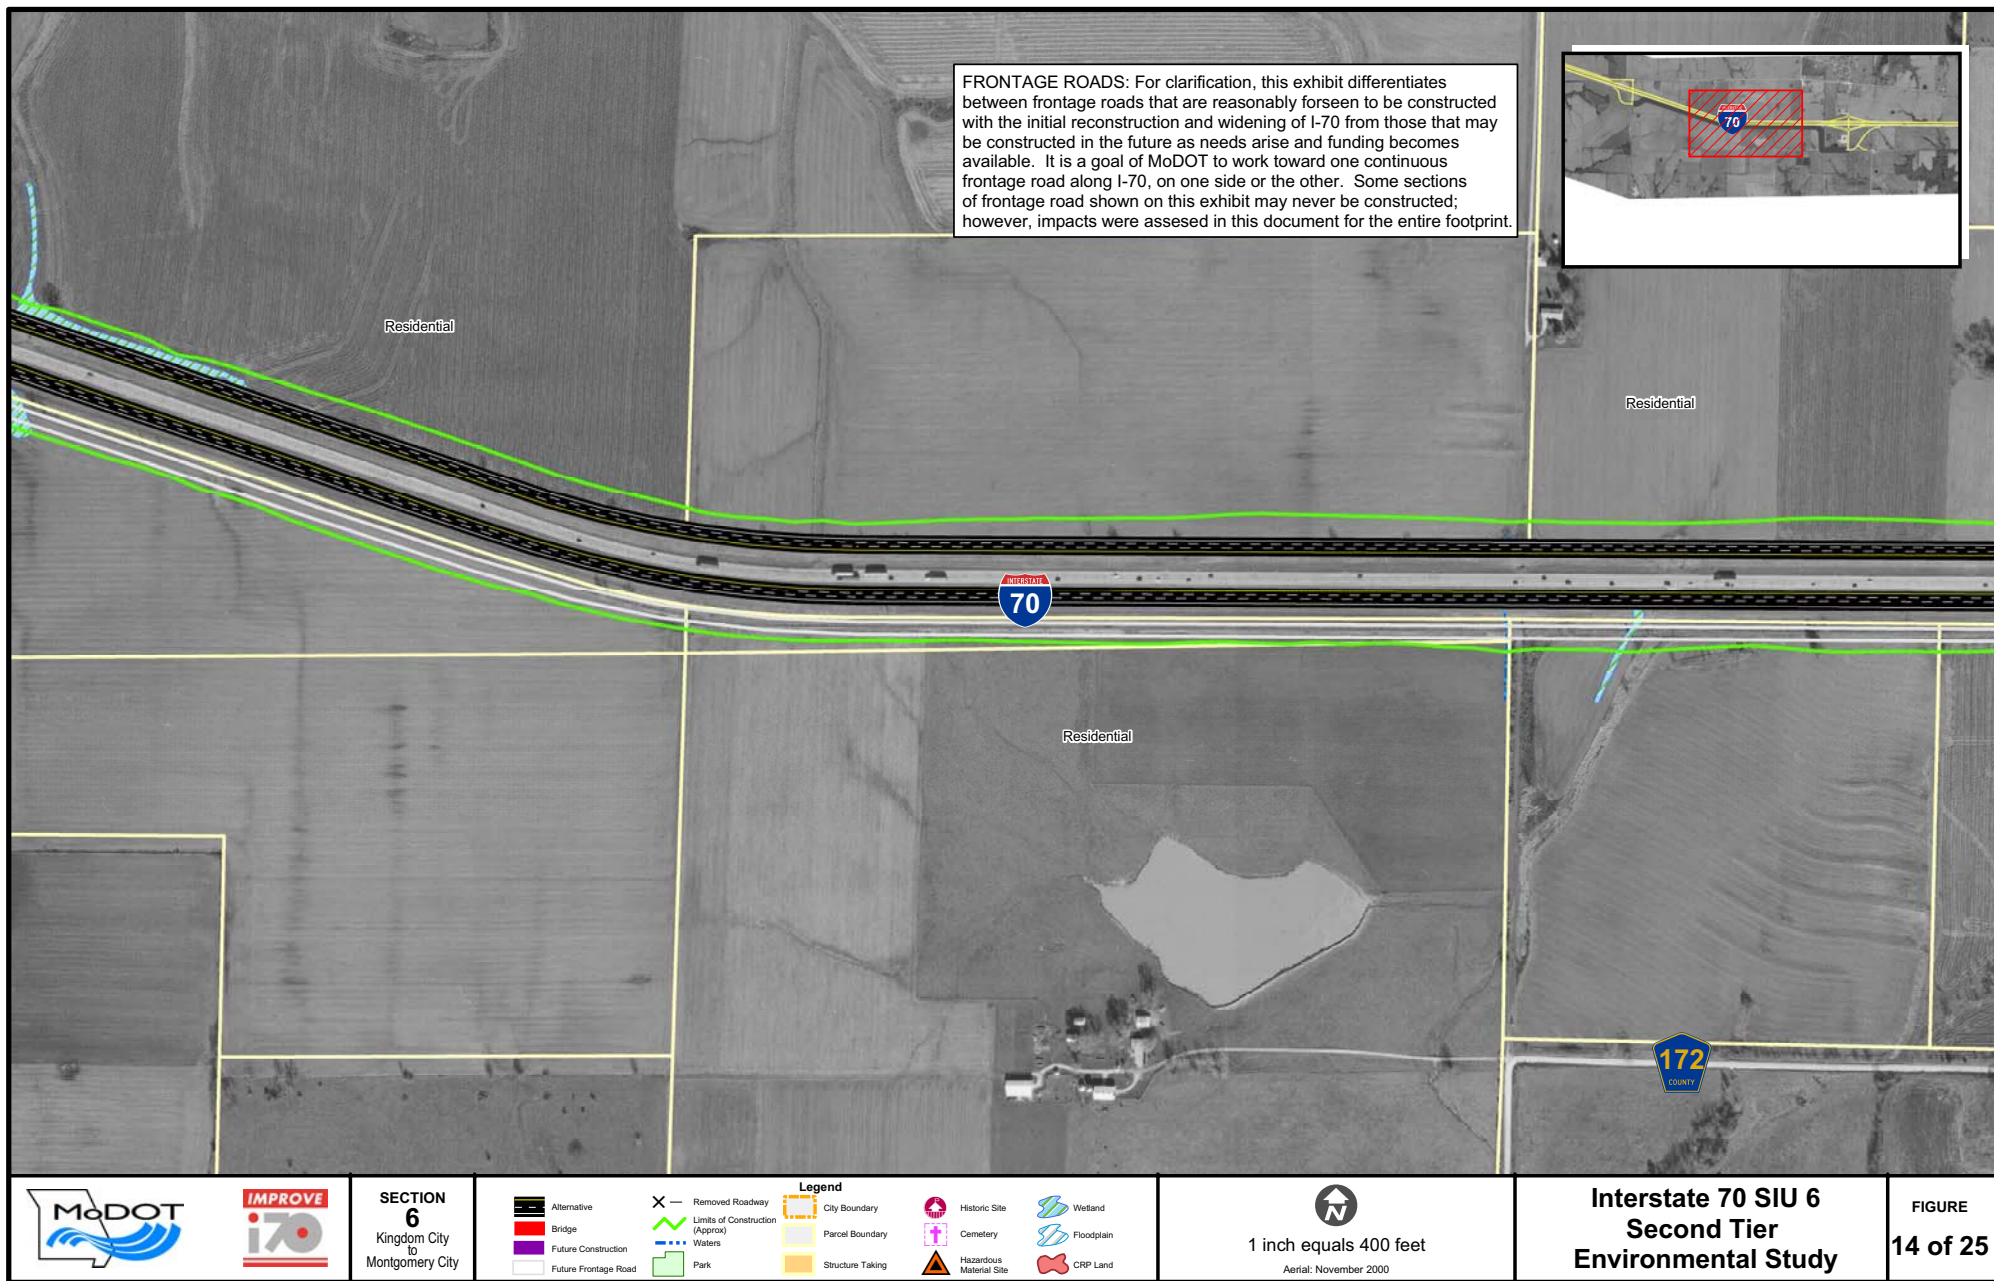 FRONTAGE ROADS: For clarification, this exhibit differentiates
between frontage roads that are reasonably forseen to be constructed
with the initial reconstruction and widening of I-70 from those that may
be constructed in the future as needs arise and funding becomes
available. It is a goal of MoDOT to work toward one continuous
frontage road along I-70, on one side or the other. Some sections
of frontage road shown on this exhibit may never be constructed;
however, impacts were assesed in this document for the entire footprint.
70
Residential
Residential
INTERSTATE
70
Residential
172
COUNTY
MoDOT
IMPROVE
i70
SECTION
6
Kingdom City
to
Montgomery City
Legend
Alternative
Bridge
Future Construction
Future Frontage Road
Removed Roadway
Limits of Construction
(Approx)
Waters
Park
City Boundary
Parcel Boundary
Structure Taking
Historic Site
Cemetery
Hazardous
Material Site
Wetland
Floodplain
CRP Land
N
1 inch equals 400 feet
Aerial: November 2000
Interstate 70 SIU 6
Second Tier
Environmental Study
FIGURE
14 of 25